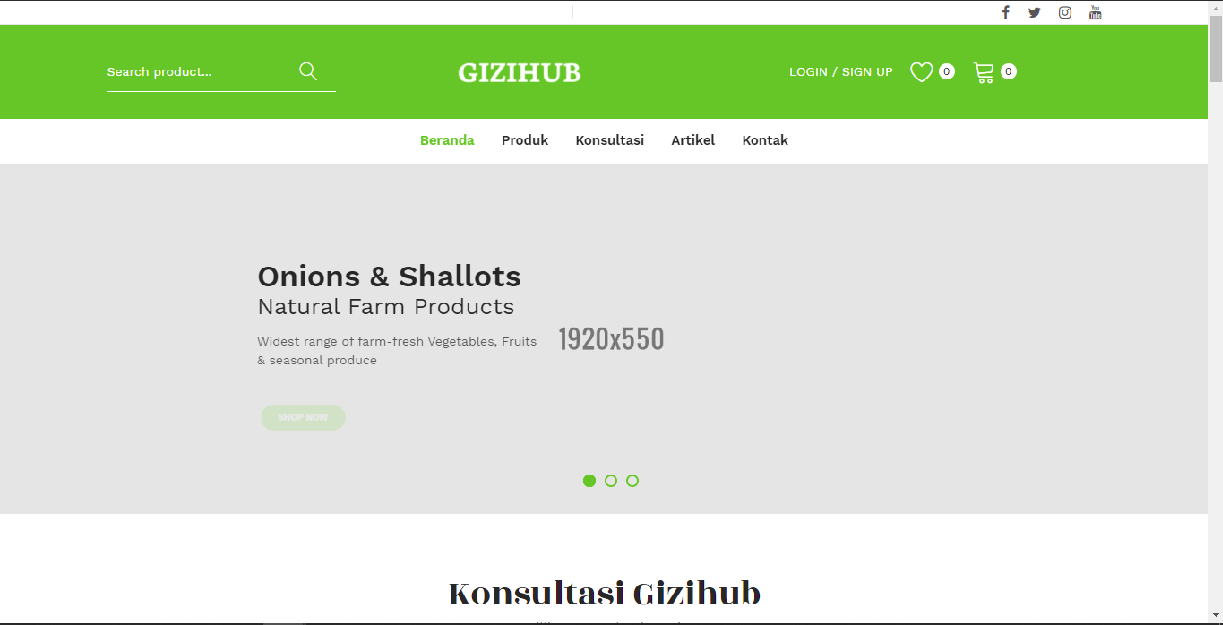 Search product...
GIZIHUB
LOGIN / SIGN UP
0
0
Beranda
Produk
Konsultasi
Artikel
Kontak
Onions & Shallots
Natural Farm Products
Widest range of farm-fresh Vegetables, Fruits
& seasonal produce
1920x550
SHOP NOW
Konsultasi Gizihub